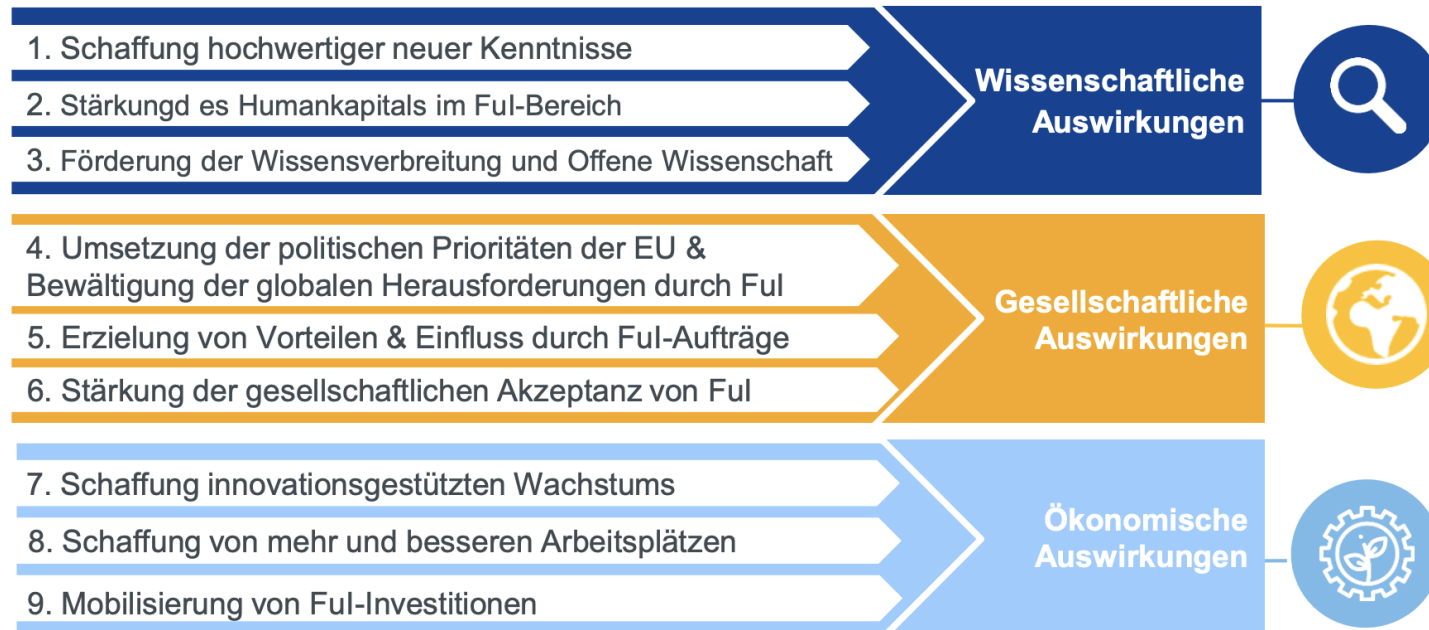 1. Schaffung hochwertiger neuer Kenntnisse
2. Stärkungd es Humankapitals im FuI-Bereich
3. Förderung der Wissensverbreitung und Offene Wissenschaft
Wissenschaftliche
Auswirkungen
4. Umsetzung der politischen Prioritäten der EU &
Bewältigung der globalen Herausforderungen durch FuI
5. Erzielung von Vorteilen & Einfluss durch FuI-Aufträge
6. Stärkung der gesellschaftlichen Akzeptanz von FuI
Gesellschaftliche
Auswirkungen
7. Schaffung innovationsgestützten Wachstums
8. Schaffung von mehr und besseren Arbeitsplätzen
9. Mobilisierung von FuI-Investitionen
Ökonomische
Auswirkungen